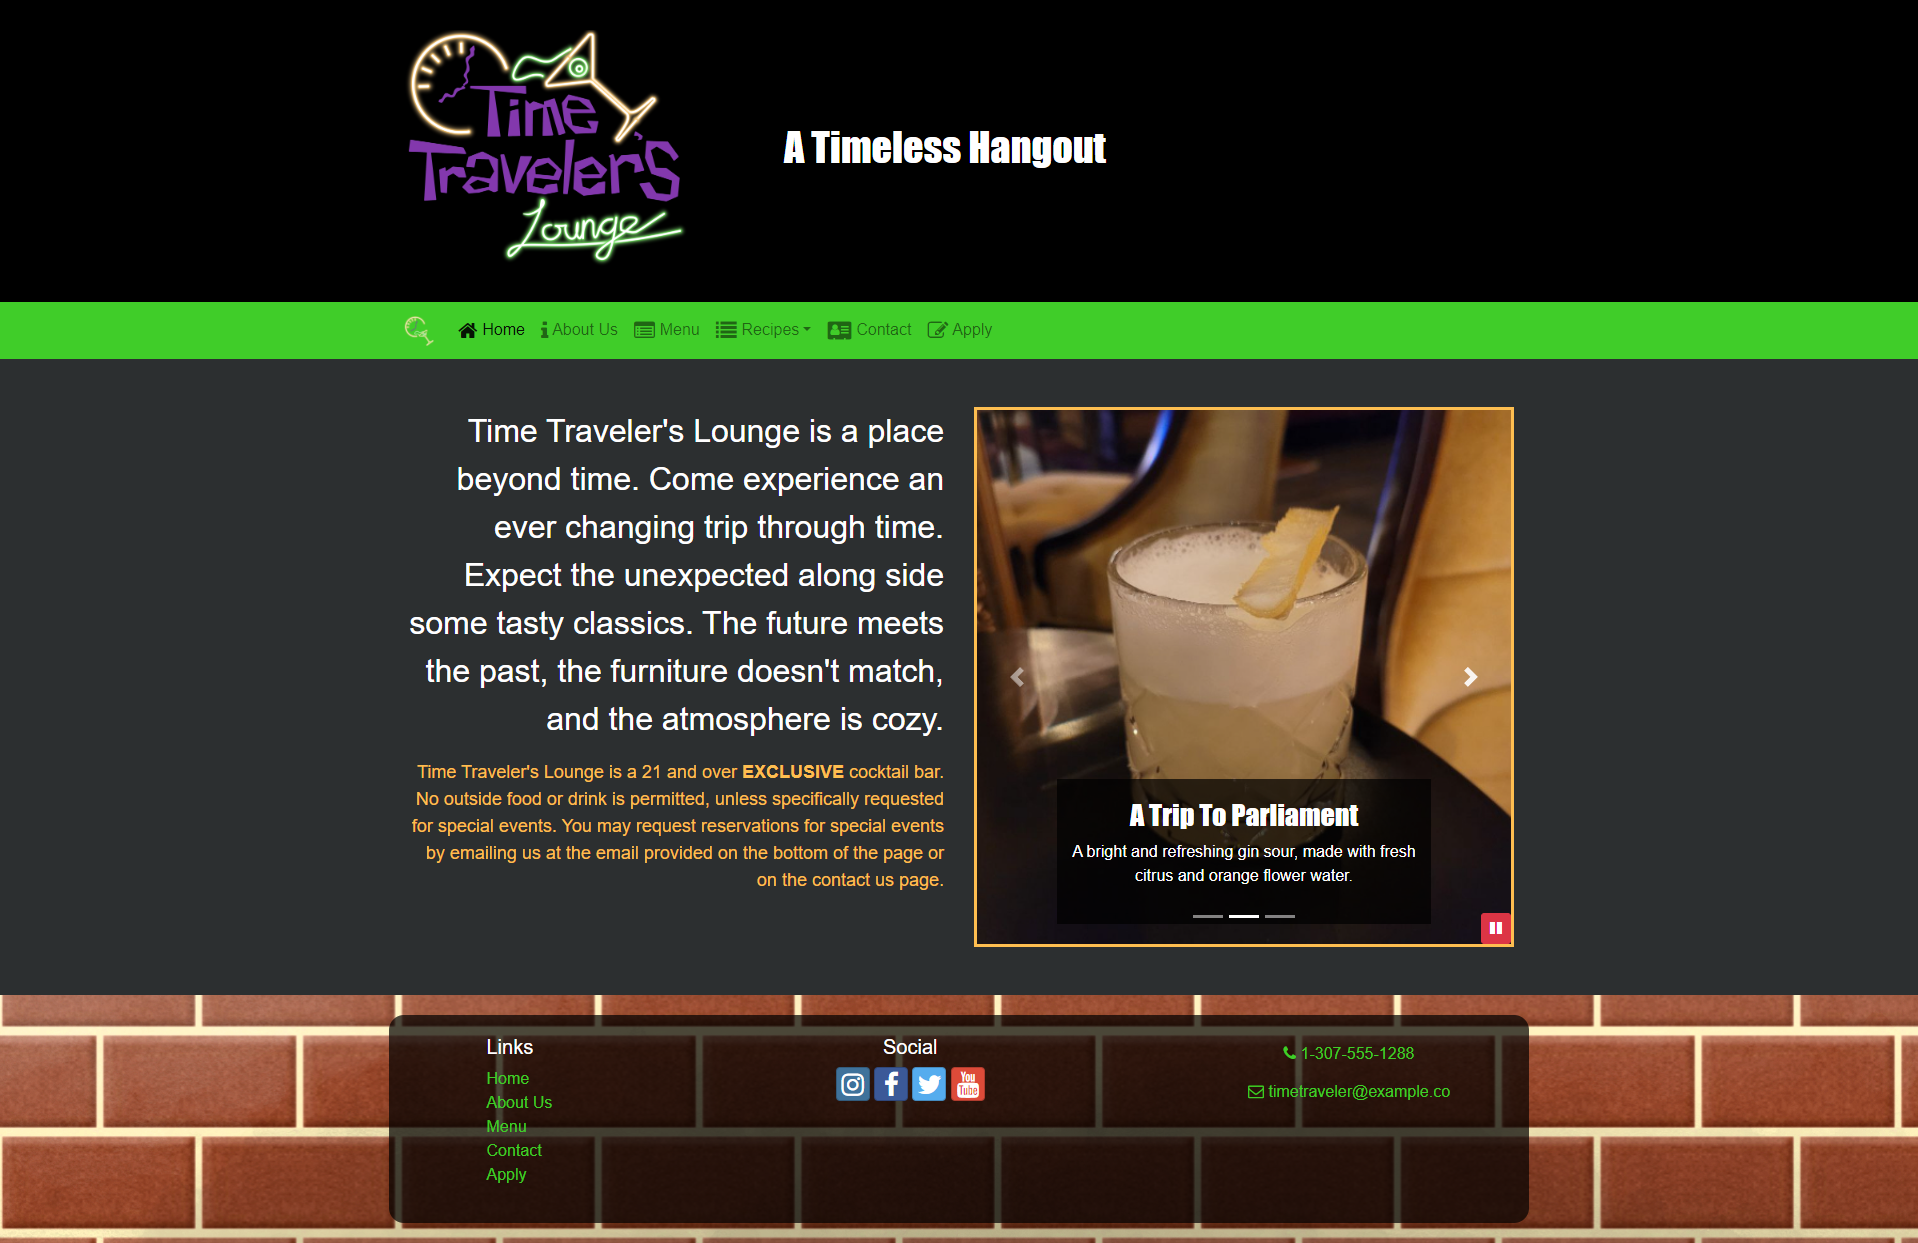 Time
Traveler's
Lounge
A Timeless Hangout
Home About Us Menu Recipes Contact Apply
Time Traveler's Lounge is a place
beyond time. Come experience an
ever changing trip through time.
Expect the unexpected along side
some tasty classics. The future meets
the past, the furniture doesn't match,
and the atmosphere is cozy.
Time Traveler's Lounge is a 21 and over EXCLUSIVE cocktail bar.
No outside food or drink is permitted, unless specifically requested
for special events. You may request reservations for special events
by emailing us at the email provided on the bottom of the page or
on the contact us page.
A Trip To Parliament
A bright and refreshing gin sour, made with fresh
citrus and orange flower water.
Links
Home
About Us
Menu
Contact
Apply
Social
You
Tube
1-307-555-1288
timetraveler@example.co